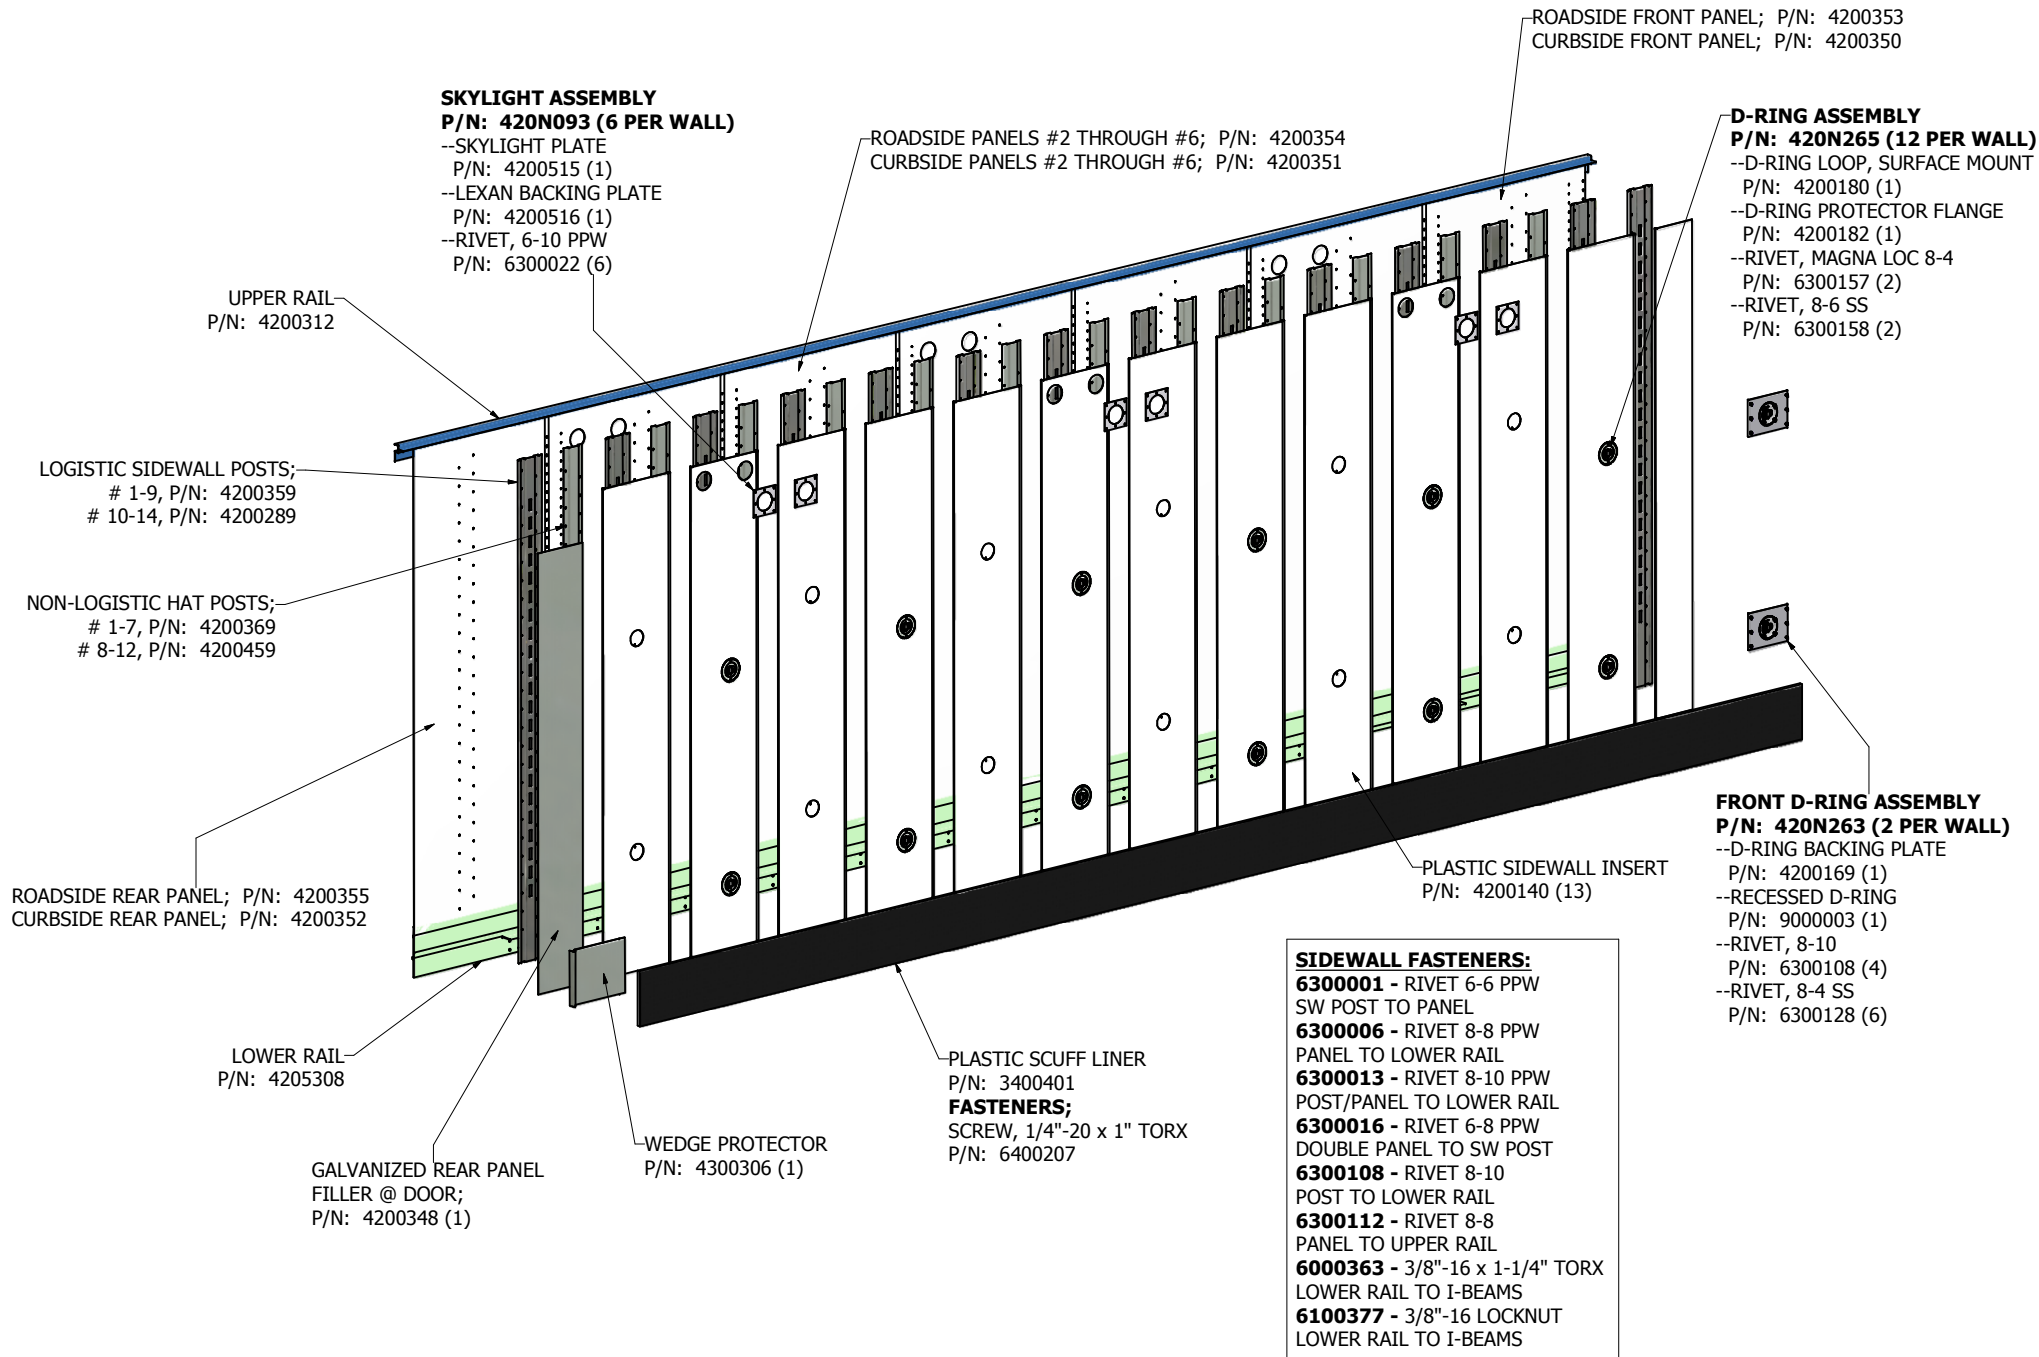 ROADSIDE FRONT PANEL; P/N: 4200353
CURBSIDE FRONT PANEL; P/N: 4200350
SKYLIGHT ASSEMBLY
P/N: 420N093 (6 PER WALL)
--SKYLIGHT PLATE
P/N: 4200515 (1)
--LEXAN BACKING PLATE
P/N: 4200516 (1)
--RIVET, 6-10 PPW
P/N: 6300022 (6)
ROADSIDE PANELS #2 THROUGH #6; P/N: 4200354
CURBSIDE PANELS #2 THROUGH #6; P/N: 4200351
D-RING ASSEMBLY
P/N: 420N265 (12 PER WALL)
--D-RING LOOP, SURFACE MOUNT
P/N: 4200180 (1)
--D-RING PROTECTOR FLANGE
P/N: 4200182 (1)
--RIVET, MAGNA LOC 8-4
P/N: 6300157 (2)
--RIVET, 8-6 SS
P/N: 6300158 (2)
UPPER RAIL
P/N: 4200312
LOGISTIC SIDEWALL POSTS;
# 1-9, P/N: 4200359
# 10-14, P/N: 4200289
NON-LOGISTIC HAT POSTS;
# 1-7, P/N: 4200369
# 8-12, P/N: 4200459
ROADSIDE REAR PANEL; P/N: 4200355
CURBSIDE REAR PANEL; P/N: 4200352
LOWER RAIL
P/N: 4205308
GALVANIZED REAR PANEL
FILLER @ DOOR;
P/N: 4200348 (1)
WEDGE PROTECTOR
P/N: 4300306 (1)
PLASTIC SCUFF LINER
P/N: 3400401
FASTENERS;
SCREW, 1/4"-20 x 1" TORX
P/N: 6400207
PLASTIC SIDEWALL INSERT
P/N: 4200140 (13)
FRONT D-RING ASSEMBLY
P/N: 420N263 (2 PER WALL)
--D-RING BACKING PLATE
P/N: 4200169 (1)
--RECESSED D-RING
P/N: 9000003 (1)
--RIVET, 8-10
P/N: 6300108 (4)
--RIVET, 8-4 SS
P/N: 6300128 (6)
SIDEWALL FASTENERS:
6300001 - RIVET 6-6 PPW
SW POST TO PANEL
6300006 - RIVET 8-8 PPW
PANEL TO LOWER RAIL
6300013 - RIVET 8-10 PPW
POST/PANEL TO LOWER RAIL
6300016 - RIVET 6-8 PPW
DOUBLE PANEL TO SW POST
6300108 - RIVET 8-10
POST TO LOWER RAIL
6300112 - RIVET 8-8
PANEL TO UPPER RAIL
6000363 - 3/8"-16 x 1-1/4" TORX
LOWER RAIL TO I-BEAMS
6100377 - 3/8"-16 LOCKNUT
LOWER RAIL TO I-BEAMS